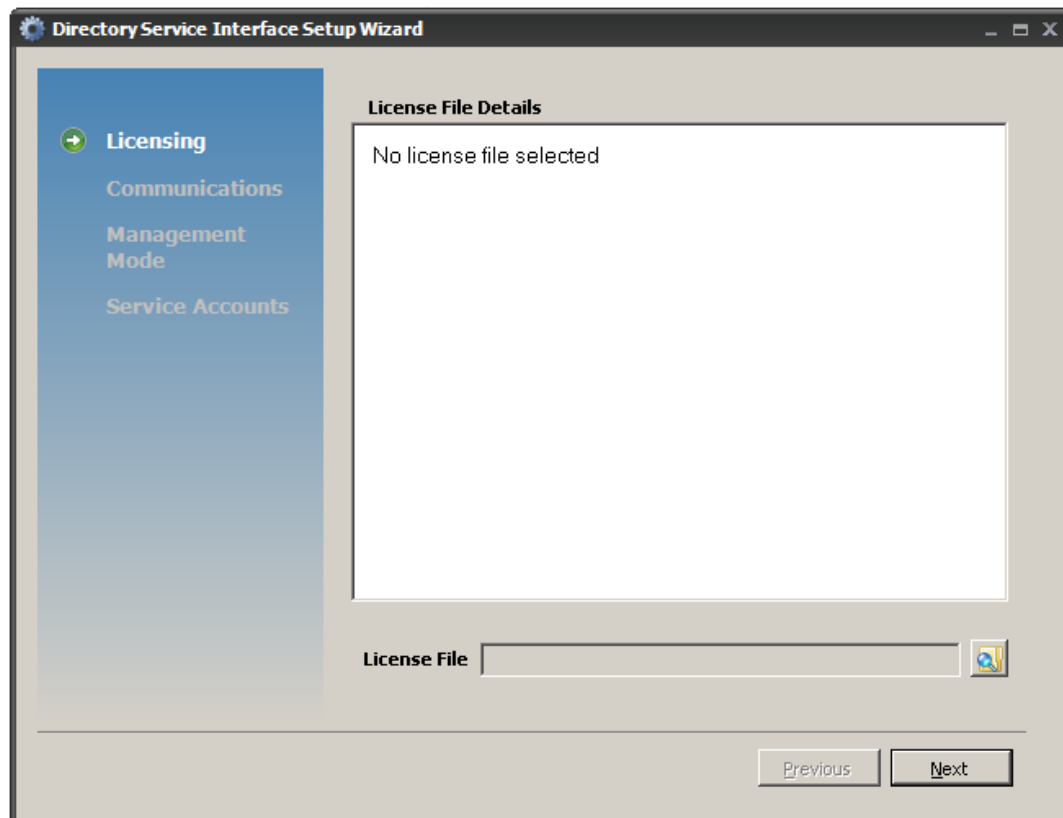 Directory Service Interface Setup Wizard
Licensing
Communications
Management
Mode
Service Accounts
License File Details
No license file selected
License File
Previous
Next